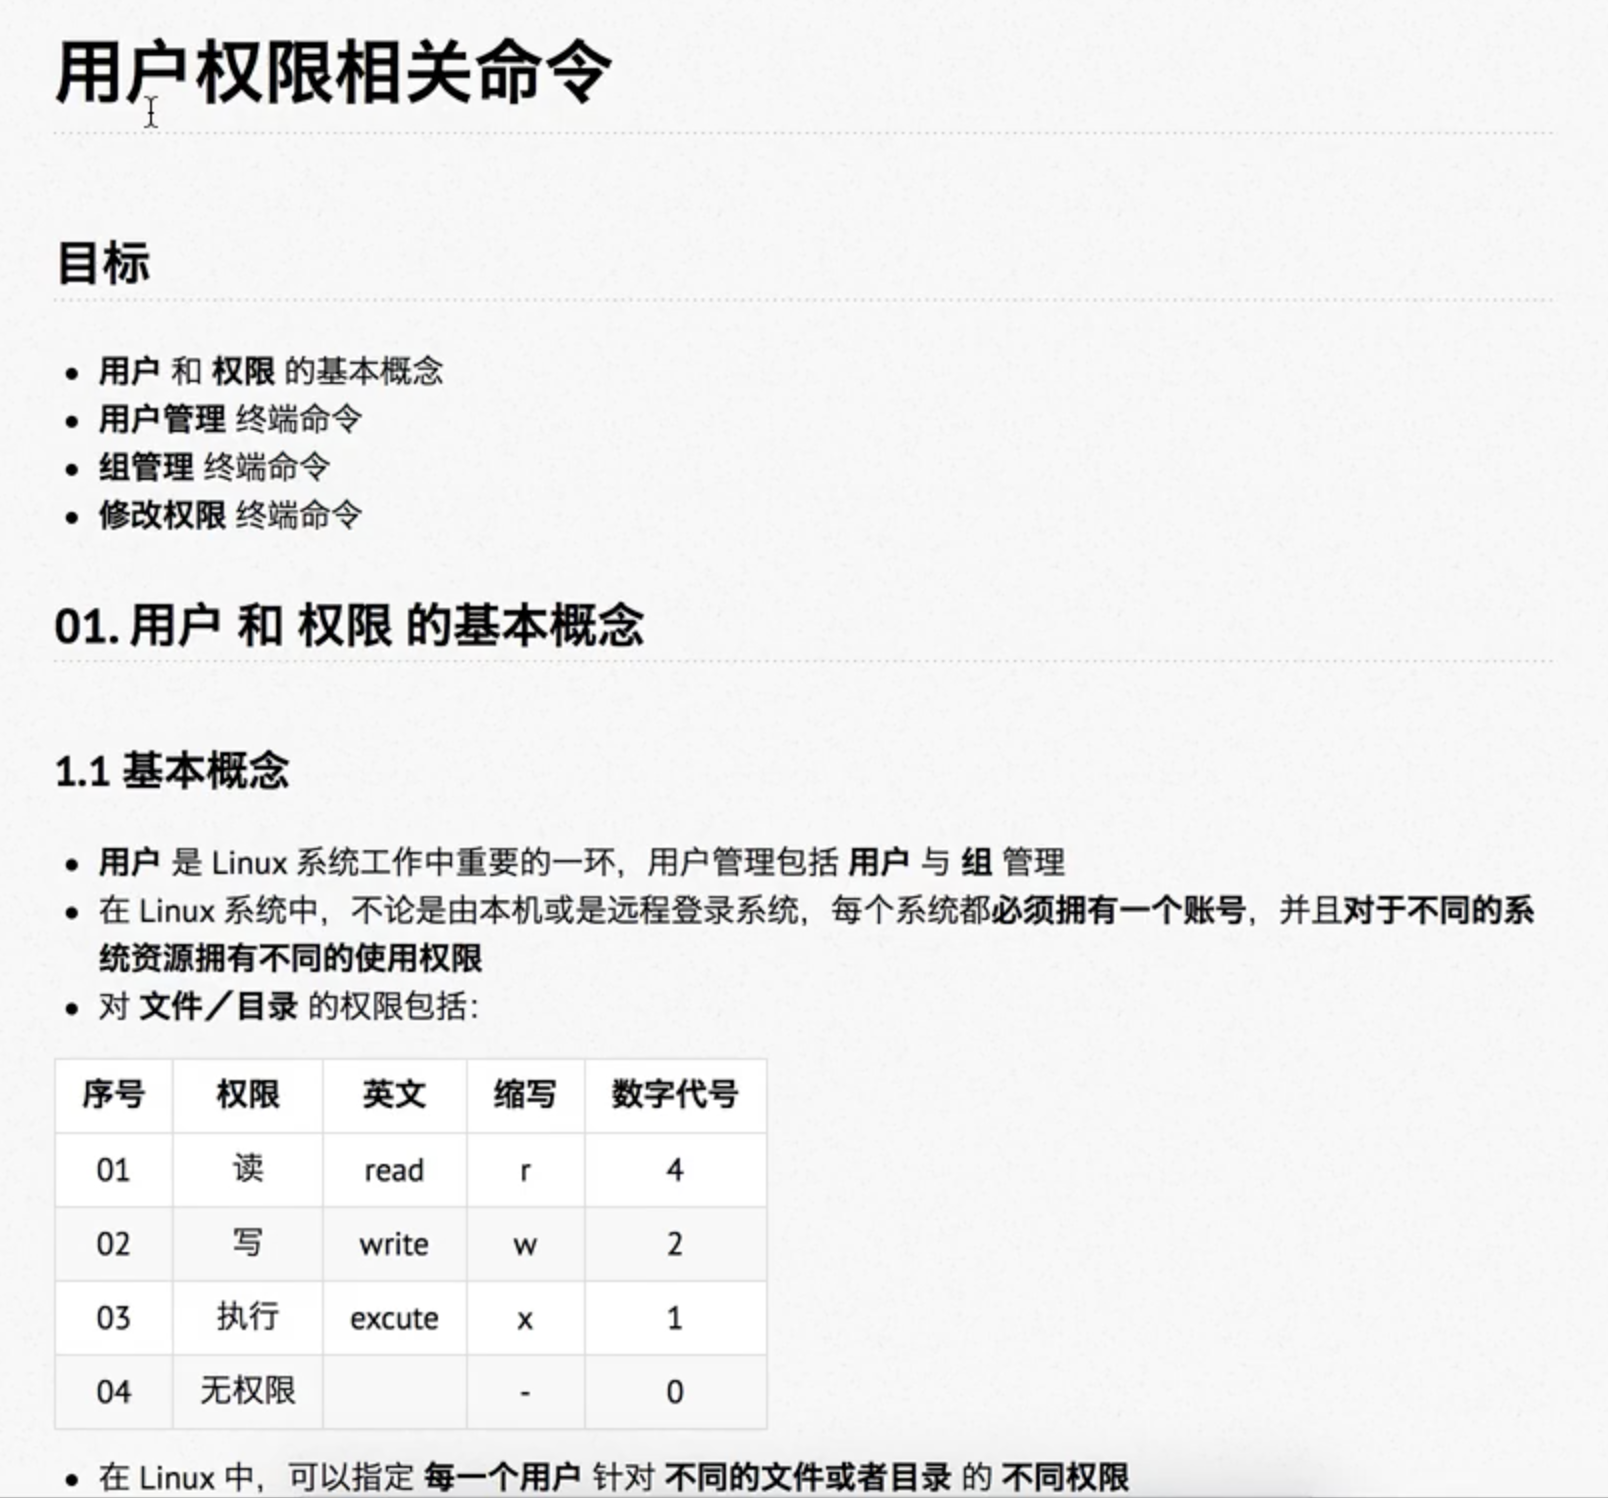 用户权限相关命令
目标
• 用户 和 权限 的基本概念
• 用户管理 终端命令
• 组管理 终端命令
• 修改权限 终端命令
01. 用户 和 权限 的基本概念
1.1 基本概念
• 用户 是 Linux 系统工作中重要的一环，用户管理包括 用户 与 组 管理
• 在 Linux 系统中，不论是由本机或是远程登录系统，每个系统都必须拥有一个账号，并且对于不同的系
统资源拥有不同的使用权限
• 对 文件／目录 的权限包括：
序号 权限 英文 缩写 数字代号
01 读 read r 4
02 写 write w 2
03 执行 excute x 1
04 无权限 - 0
• 在 Linux 中，可以指定 每一个用户 针对 不同的文件或者目录 的 不同权限